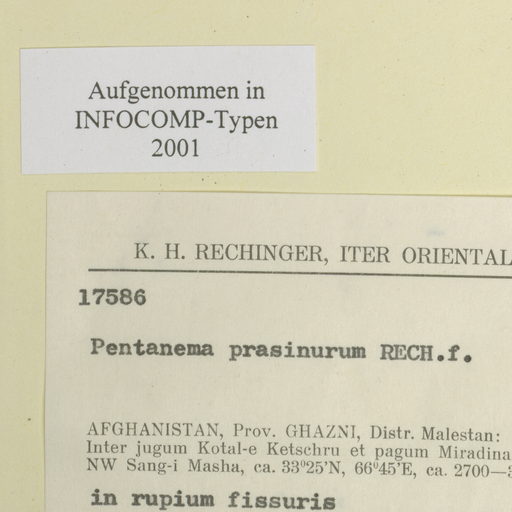 Aufgenommen in
INFOCOMP-Typen
2001
K. H. RECHINGER, ITER ORIENTAL
17586
Pentanema prasinurum RECH.f.
AFGHANISTAN, Prov. GHAZNI, Distr. Malestan:
Inter jugum Kotal-e Ketschru et pagum Miradina
NW Sang-i Masha, ca. 33°25'N, 66°45'E, ca. 2700—3
in rupium fissuris